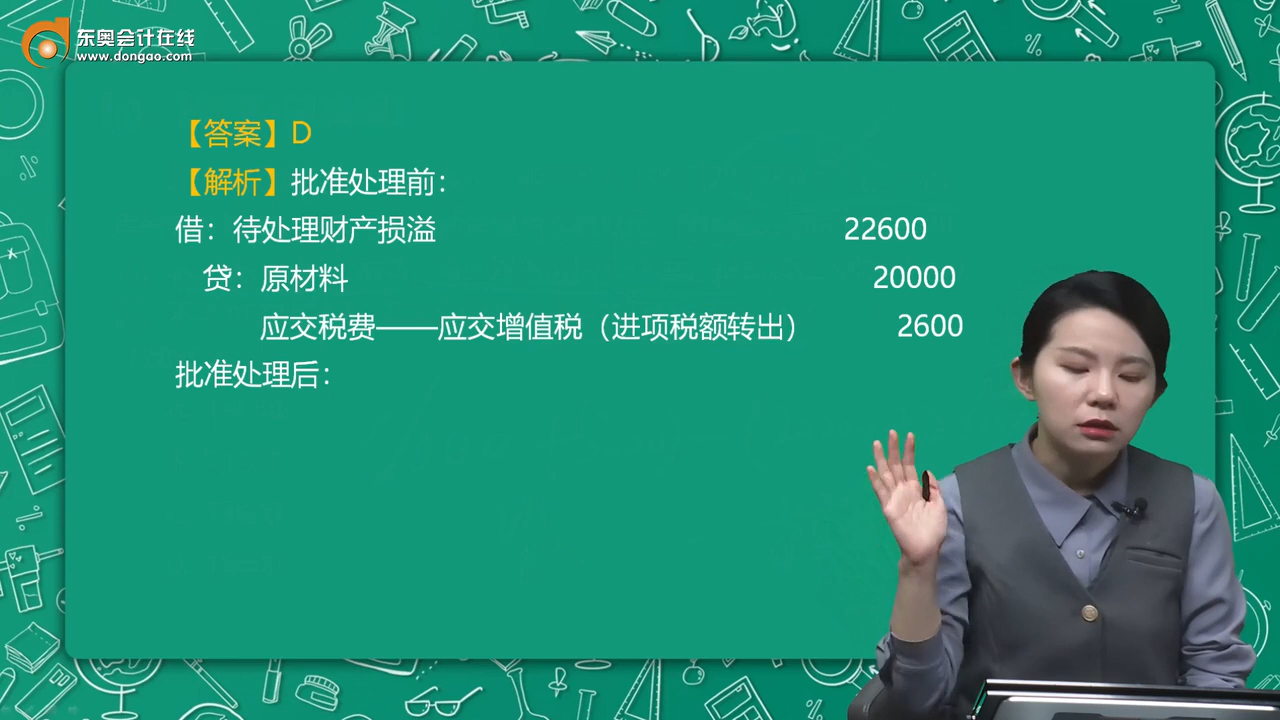 东奥会计在线
www.dongao.com
【答案】D
【解析】批准处理前：
借：待处理财产损溢 22600
贷：原材料 20000
应交税费——应交增值税（进项税额转出） 2600
批准处理后：